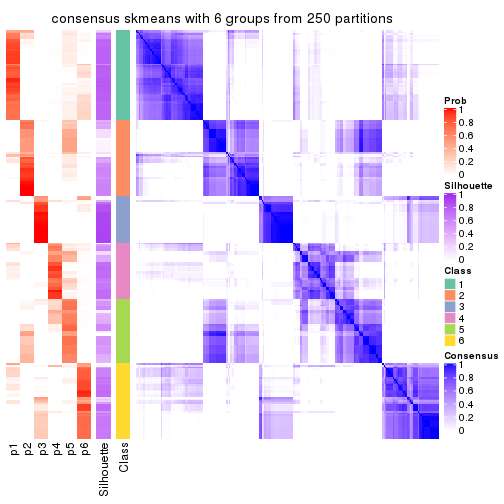 consensus skmeans with 6 groups from 250 partitions
Prob
1
0.8
0.6
0.4
0.2
0
Silhouette
1
0.8
0.6
0.4
0.2
0
Class
1
2
3
4
5
6
Consensus
1
0.8
0.6
0.4
0.2
0
p1
p2
p3
p4
p5
p6
Silhouette
Class